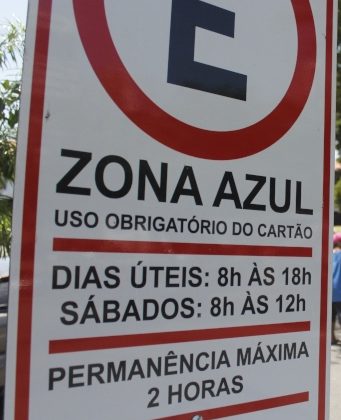 E
ZONA AZUL
USO OBRIGATÓRIO DO CARTÃO
DIAS ÚTEIS: 8h ÀS 18h
SÁBADOS: 8h ÀS 12h
PERMANÊNCIA MÁXIMA
2 HORAS